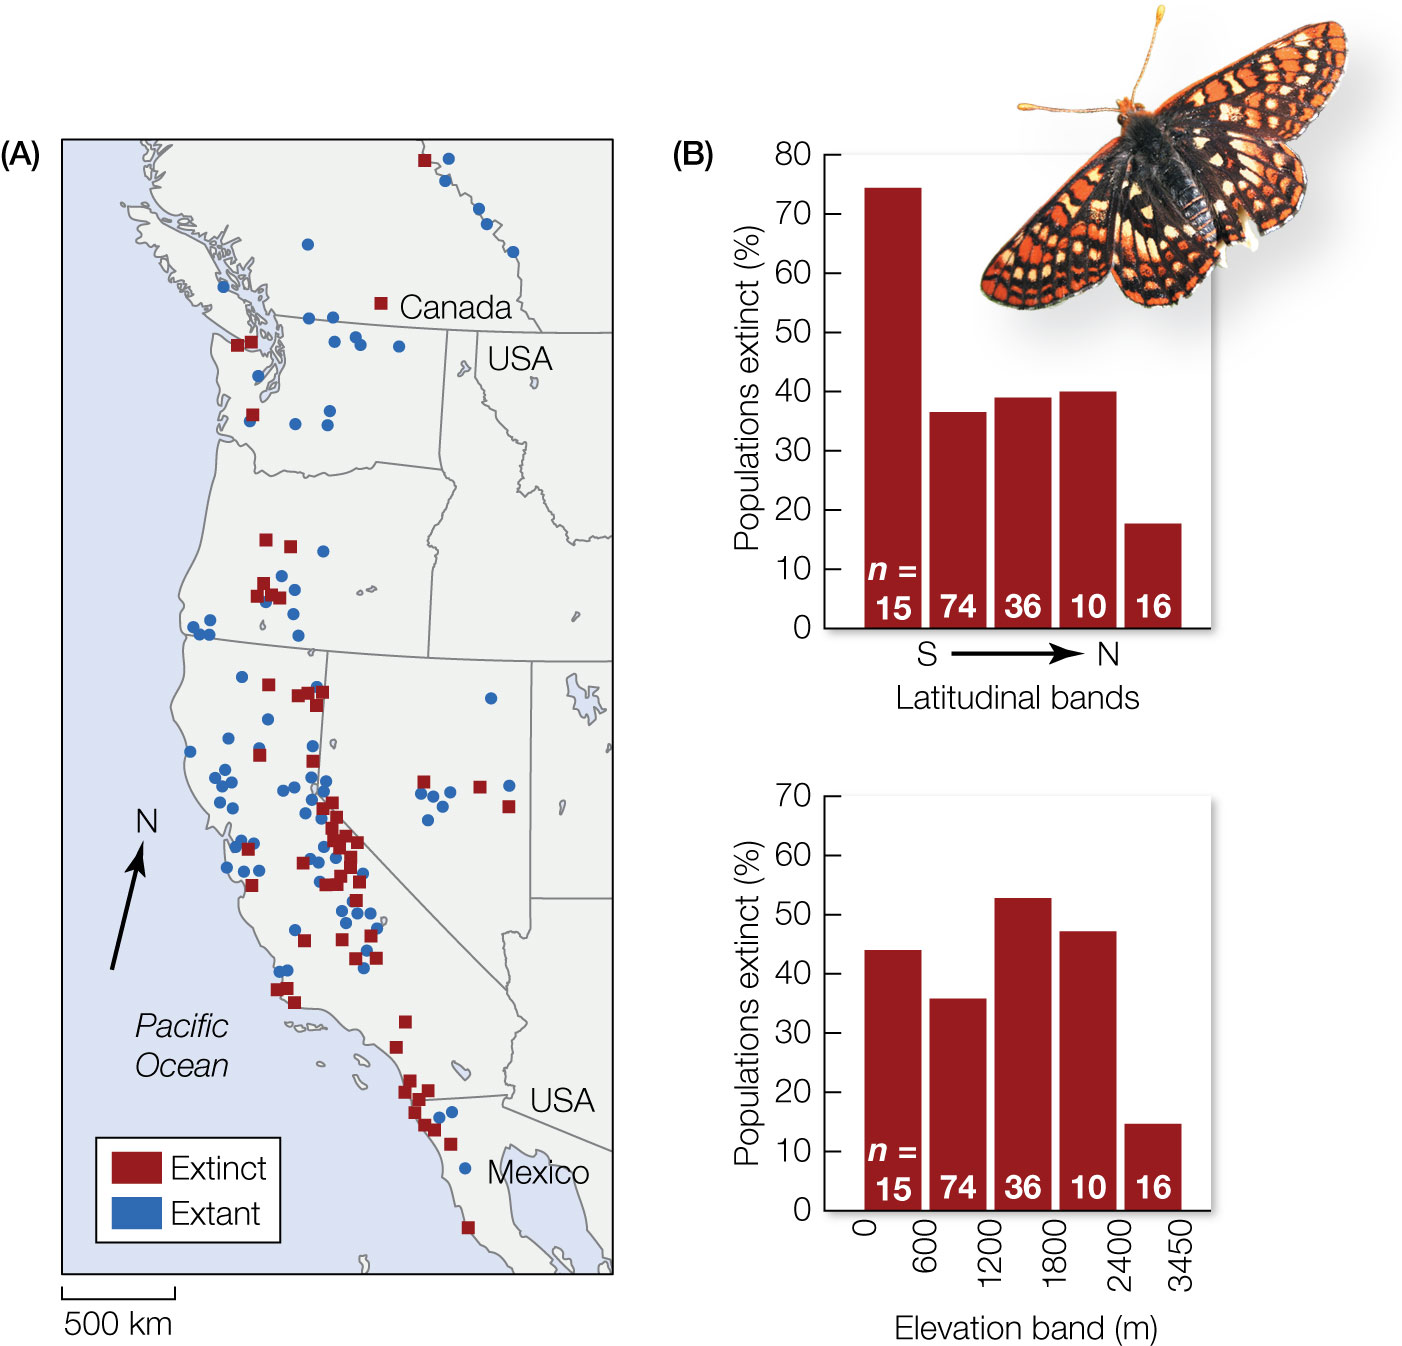 (A)
Canada
USA
N
Pacific
Ocean
USA
Mexico
Extinct
Extant
500 km
(B)
Populations extinct (%)
80
70
60
50
40
30
20
10
0
n =
15 74 36 10 16
S N
Latitudinal bands
Populations extinct (%)
70
60
50
40
30
20
10
0
n =
15 74 36 10 16
0 600 1200 1800 2400 3450
Elevation band (m)